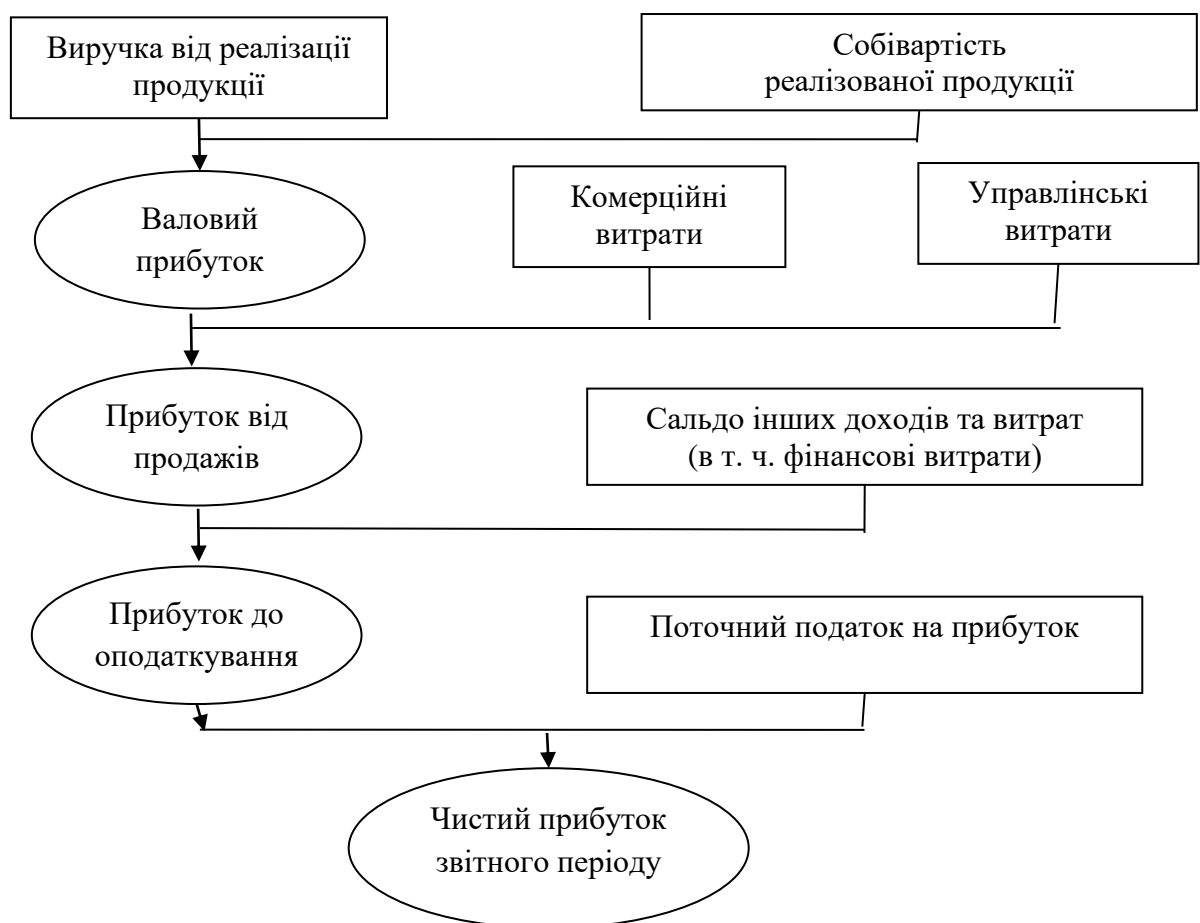 Виручка від реалізації
продукції
Собівартість
реалізованої продукції
Валовий
прибуток
Комерційні
витрати
Управлінські
витрати
Прибуток від
продажів
Сальдо інших доходів та витрат
(в т. ч. фінансові витрати)
Прибуток до
оподаткування
Поточний податок на прибуток
Чистий прибуток
звітного періоду